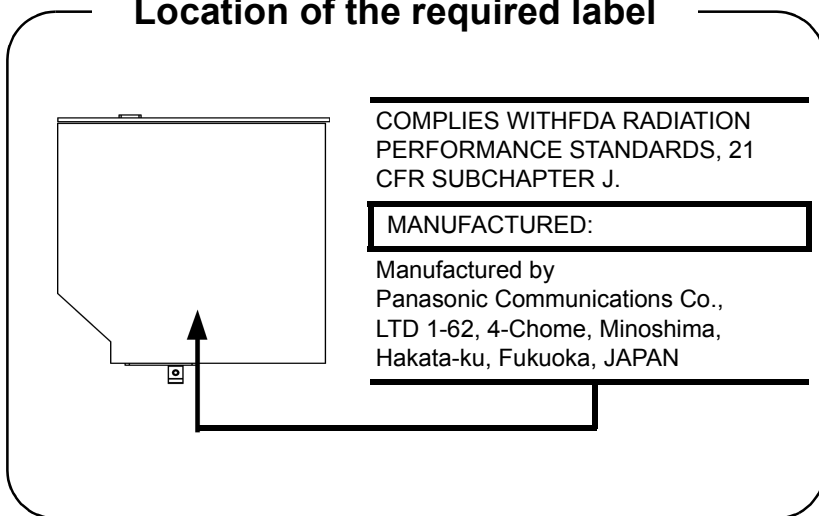 Location of the required label
COMPLIES WITHFDA RADIATION
PERFORMANCE STANDARDS, 21
CFR SUBCHAPTER J.
MANUFACTURED:
Manufactured by
Panasonic Communications Co.,
LTD 1-62, 4-Chome, Minoshima,
Hakata-ku, Fukuoka, JAPAN